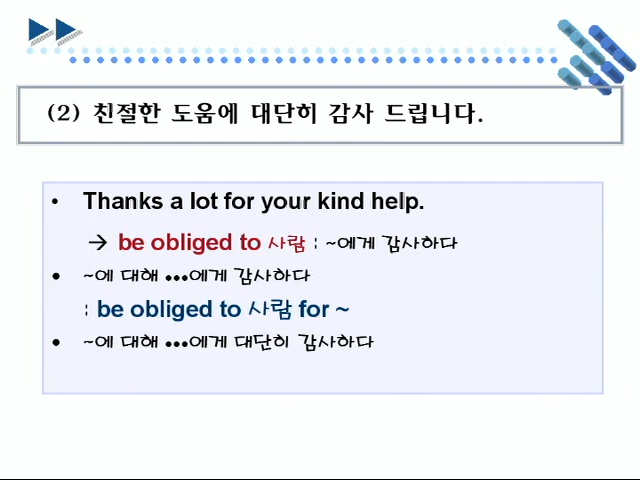 (2) 친절한 도움에 대단히 감사 드립니다.
• Thanks a lot for your kind help.
→ be obliged to 사람 : ~에게 감사하다
• ~에 대해 •••에게 감사하다
: be obliged to 사람 for ~
• ~에 대해 •••에게 대단히 감사하다